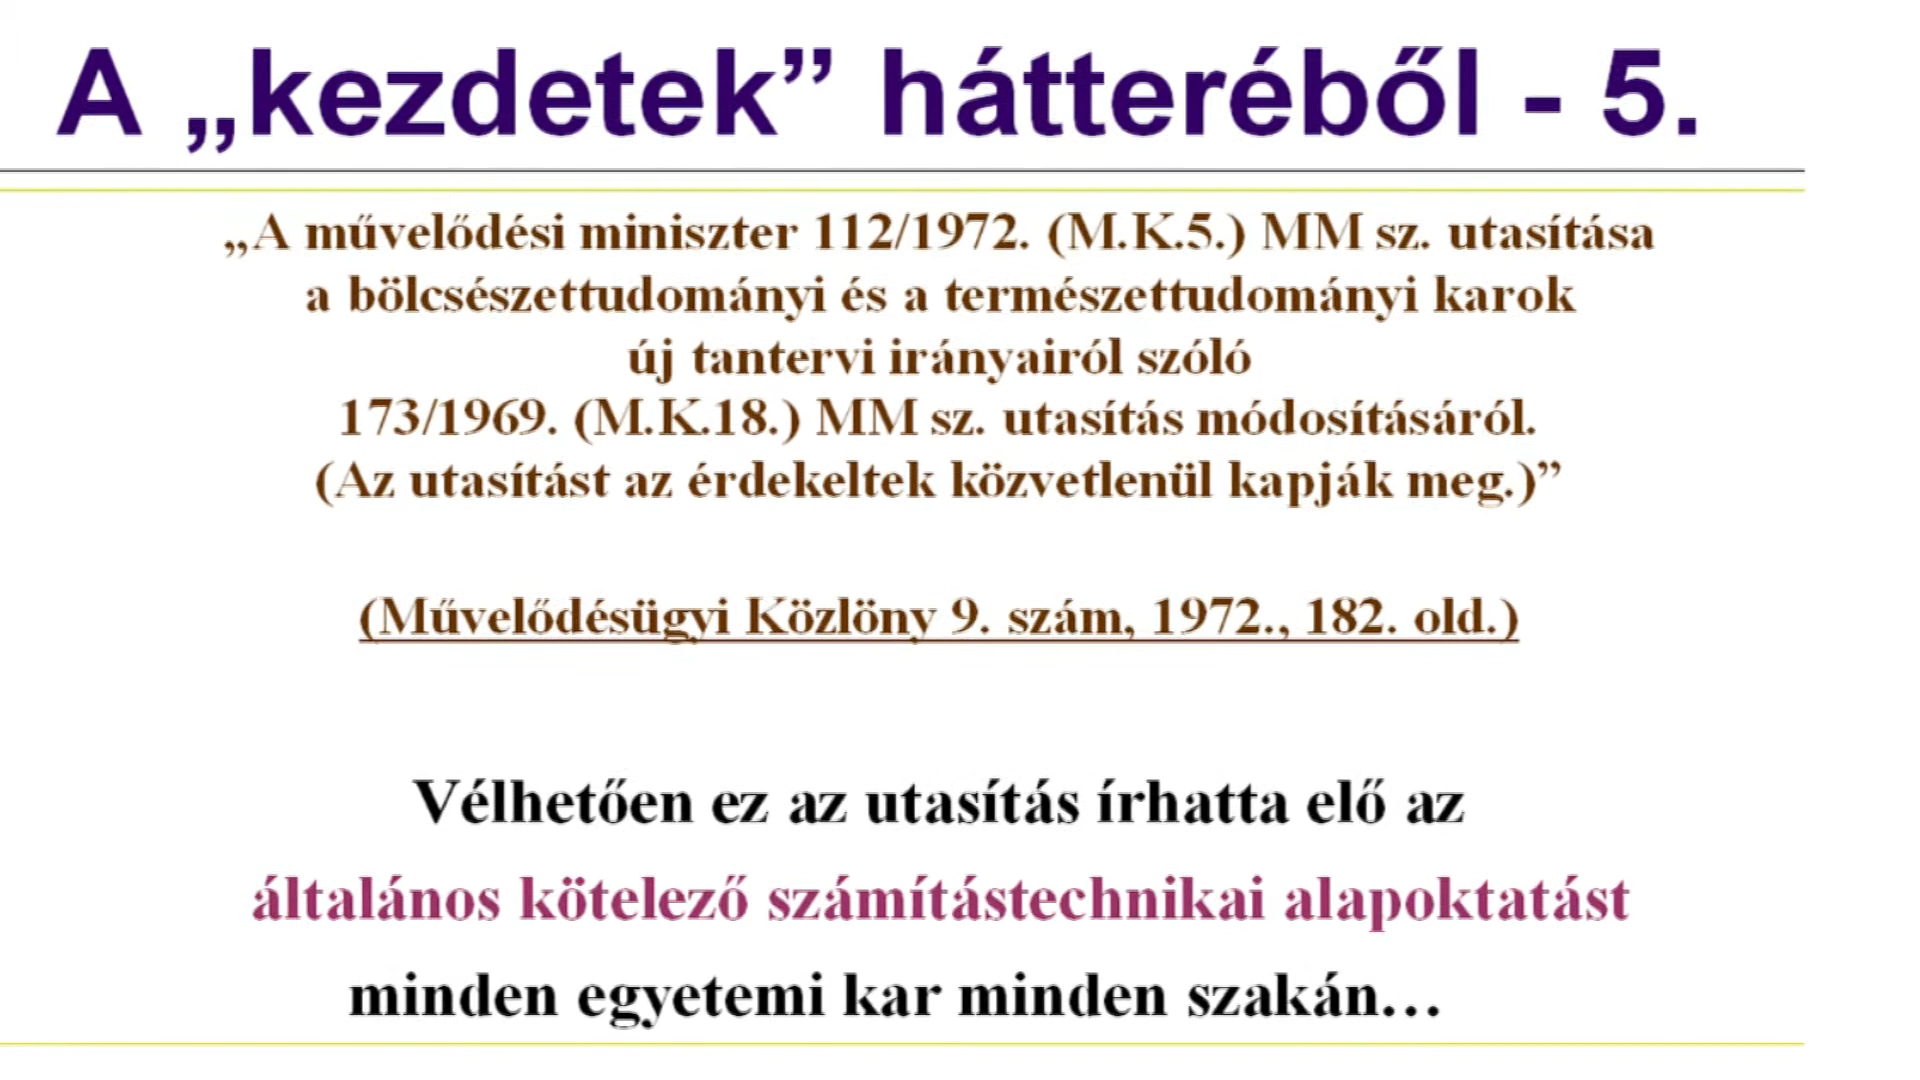 A „kezdetek” hátteréből - 5.
„A művelődési miniszter 112/1972. (M.K.5.) MM sz. utasítása
a bölcsészettudományi és a természettudományi karok
új tantervi irányairól szóló
173/1969. (M.K.18.) MM sz. utasítás módosításáról.
(Az utasítást az érdekeltek közvetlenül kapják meg.)”
(Művelődésügyi Közlöny 9. szám, 1972., 182. old.)
Vélhetően ez az utasítás írhatta elő az
általános kötelező számítástechnikai alapoktatást
minden egyetemi kar minden szakán…